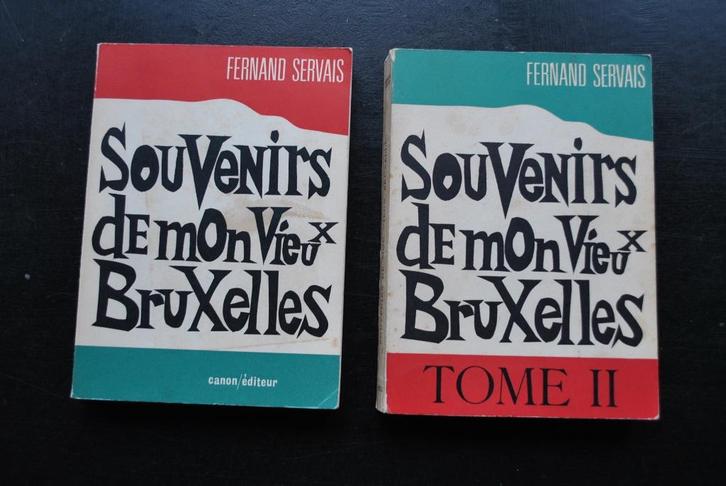 FERNAND SERVAIS
SouVenirs
dE mon Vieux
BruXelles
canon/éditeur
FERNAND SERVAIS
SouVenirs
dE mon Vieux
BruXelles
TOME II